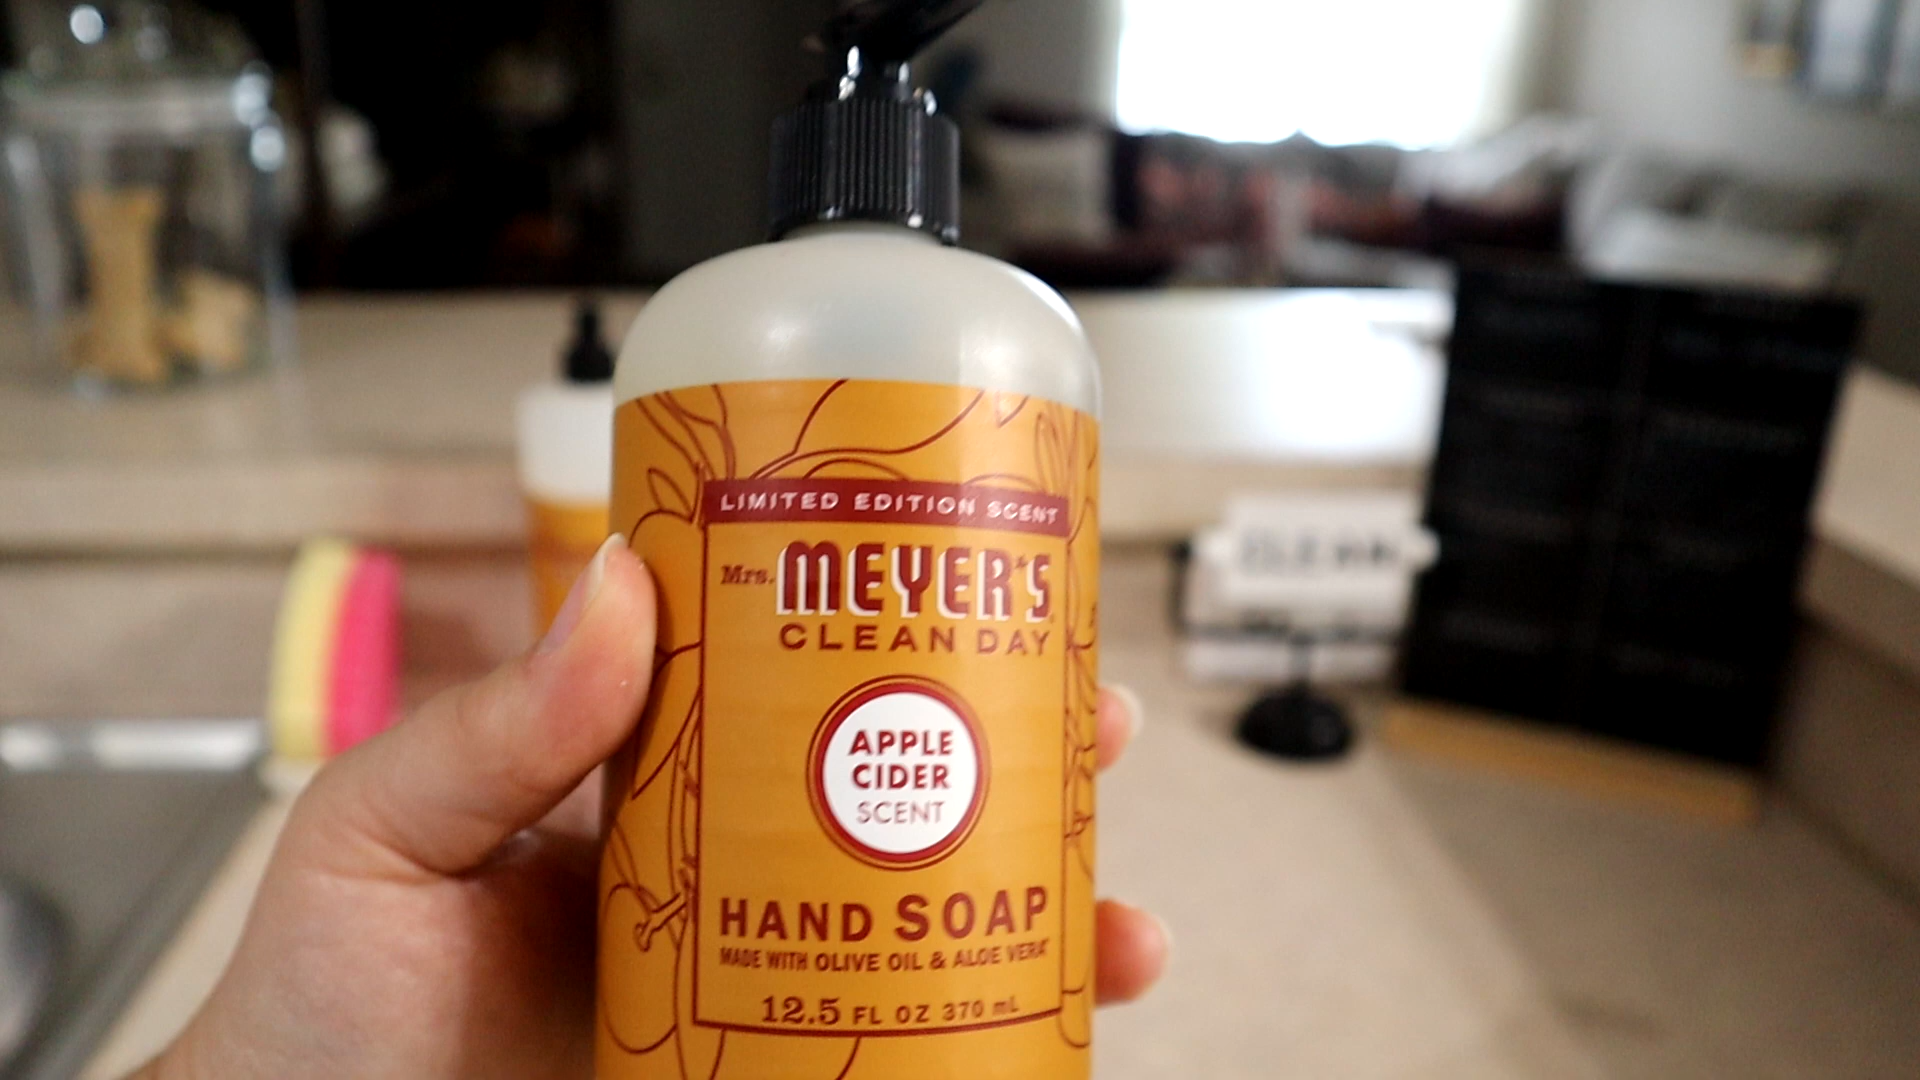 LIMITED EDITION SCENT
Mrs. MEYER'S
CLEAN DAY
APPLE
CIDER
SCENT
HAND SOAP
MADE WITH OLIVE OIL & ALOE VERA
12.5 FL OZ 370 mL
CLEAN